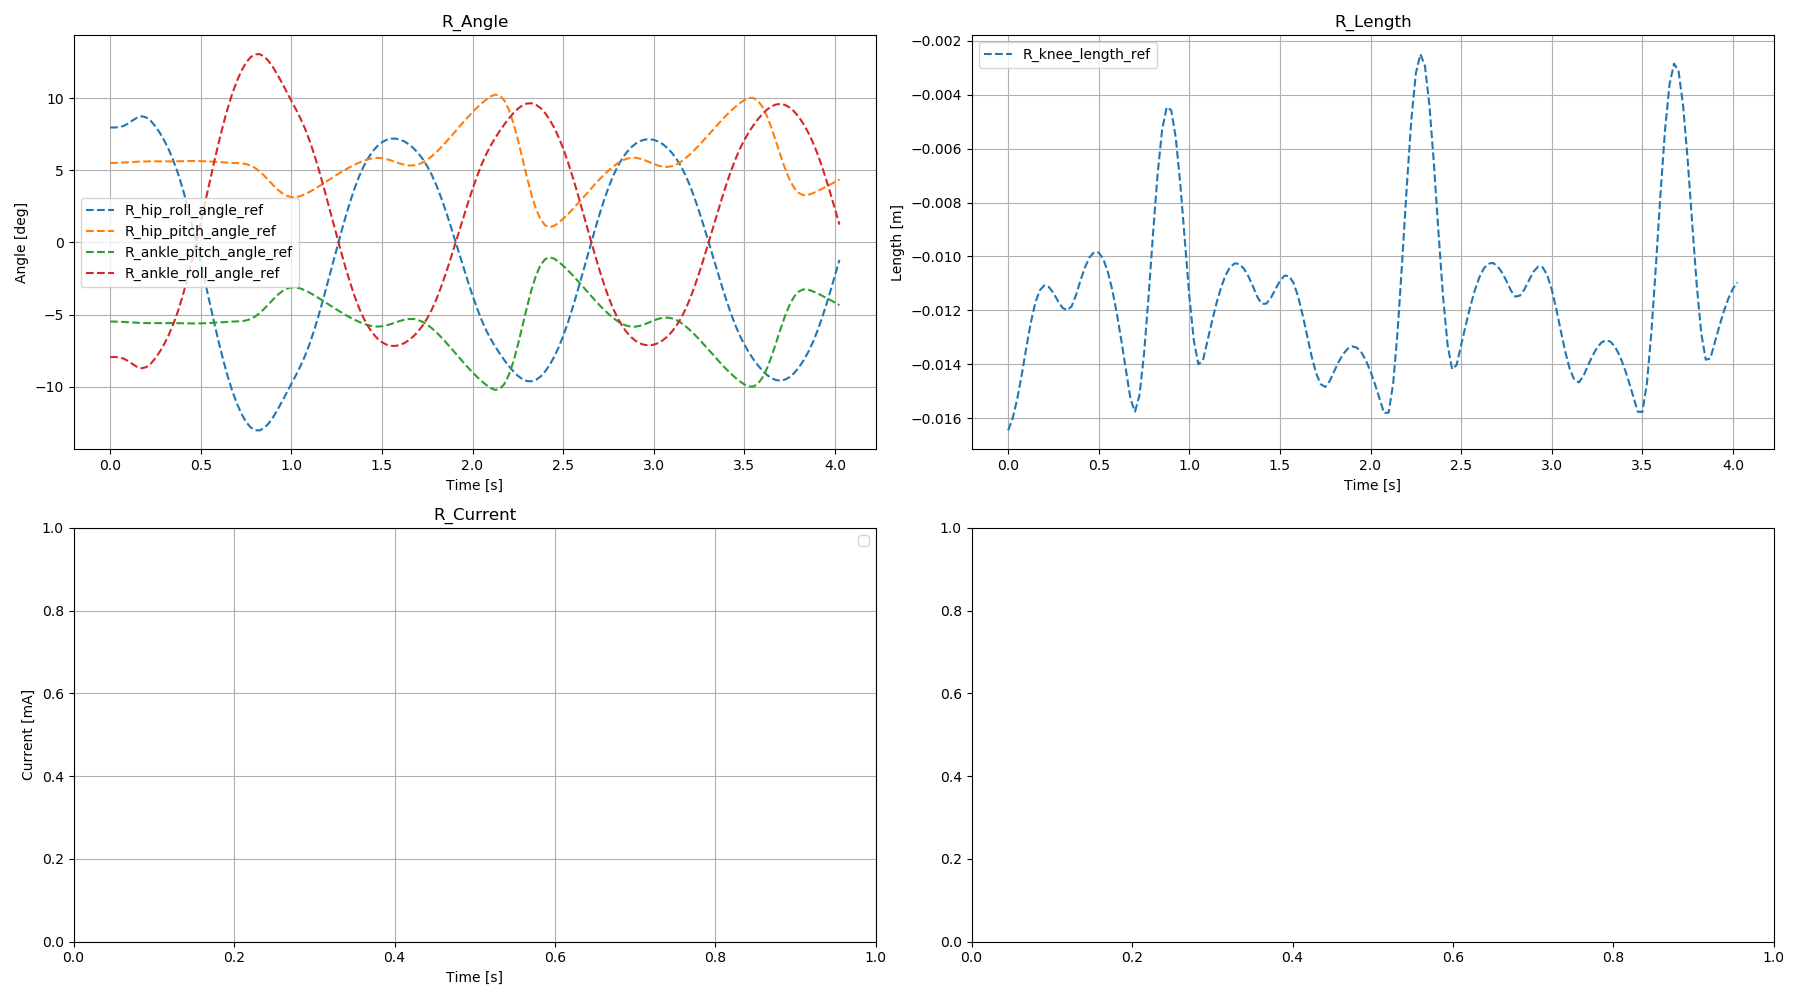 R_Angle
10
5
0
−5
−10
Angle [deg]
R_hip_roll_angle_ref
R_hip_pitch_angle_ref
R_ankle_pitch_angle_ref
R_ankle_roll_angle_ref
0.0 0.5 1.0 1.5 2.0 2.5 3.0 3.5 4.0
Time [s]
R_Length
R_knee_length_ref
−0.002
−0.004
−0.006
−0.008
−0.010
−0.012
−0.014
−0.016
Length [m]
0.0 0.5 1.0 1.5 2.0 2.5 3.0 3.5 4.0
Time [s]
R_Current
1.0
0.8
0.6
0.4
0.2
0.0
Current [mA]
0.0 0.2 0.4 0.6 0.8 1.0
Time [s]
1.0
0.8
0.6
0.4
0.2
0.0
0.0 0.2 0.4 0.6 0.8 1.0